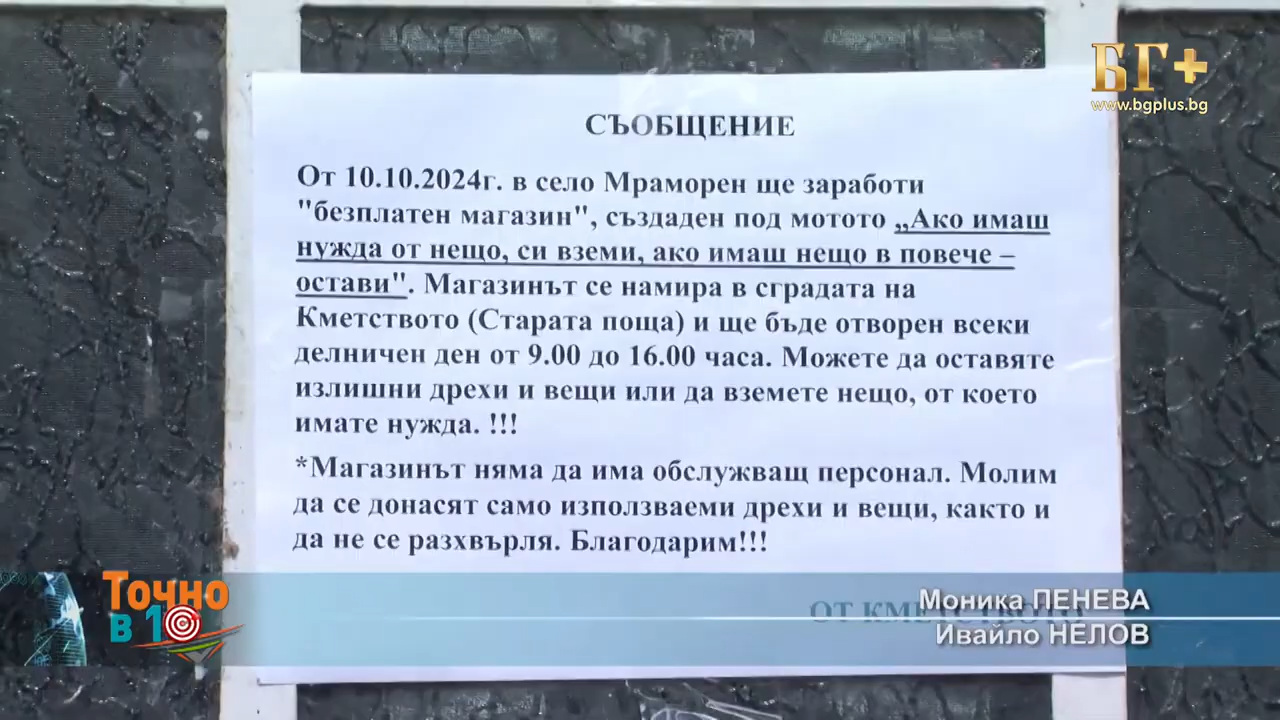 БГ+
www.bgplus.bg
СЪОБЩЕНИЕ
От 10.10.2024г. в село Мраморен ще заработи
"безплатен магазин", създаден под мотото „Ако имаш
нужда от нещо, си вземи, ако имаш нещо в повече –
остави". Магазинът се намира в сградата на
Кметството (Старата поща) и ще бъде отворен всеки
делничен ден от 9.00 до 16.00 часа. Можете да оставяте
излишни дрехи и вещи или да вземете нещо, от което
имате нужда. !!!
*Магазинът няма да има обслужващ персонал. Молим
да се донасят само използваеми дрехи и вещи, както и
да не се разхвърля. Благодарим!!!
ОТ КМЕТСТВОТО
Точно
в 10
Моника ПЕНЕВА
Ивайло НЕЛОВ